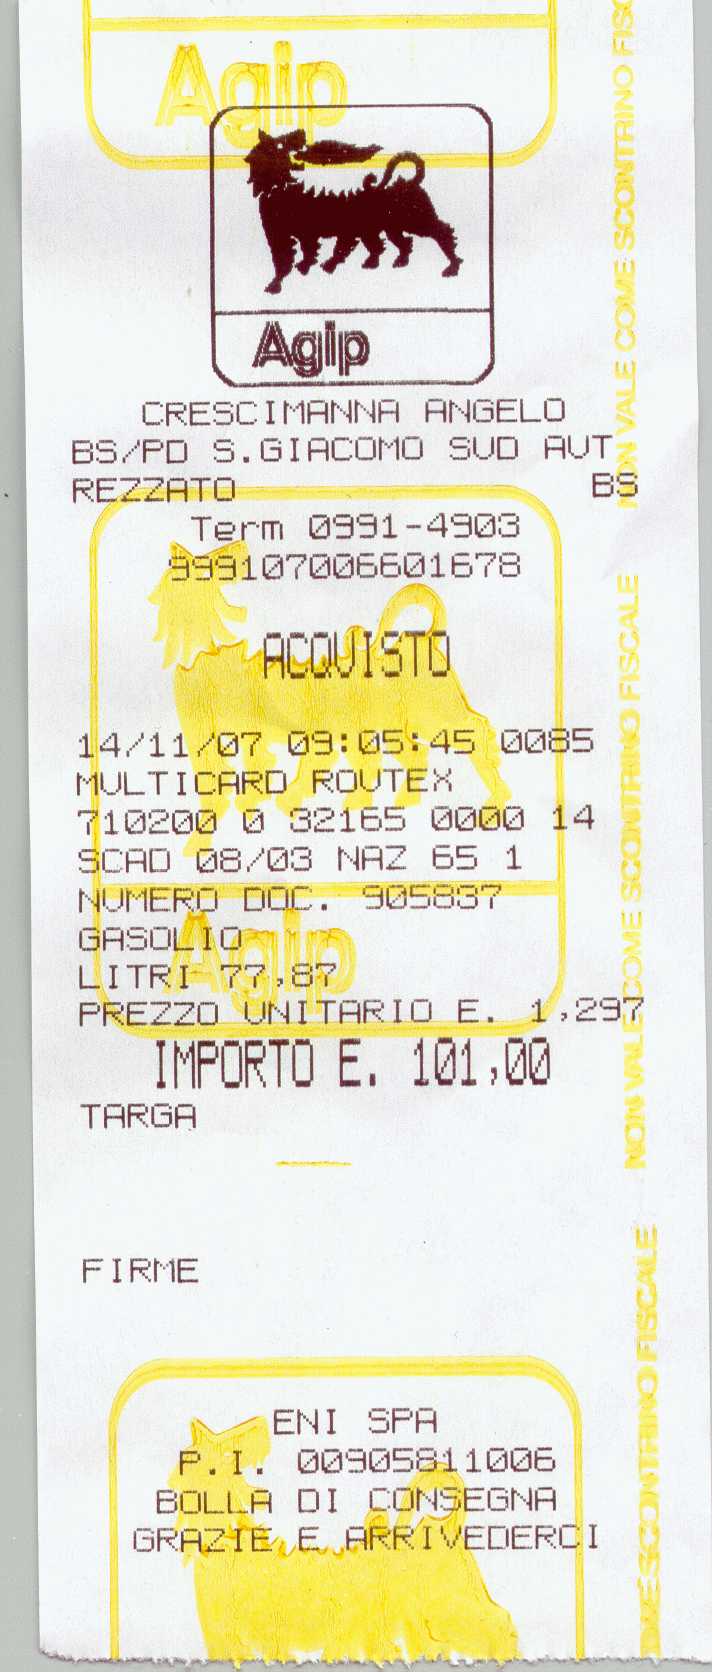 Agip
Agip
CRESCIMANNA ANGELO
BS/PD S.GIACOMO SUD AUT
REZZATO BS
Term 0991-4903
999107006601678
ACQUISTO
14/11/07 09:05:45 0085
MULTICARD ROUTEX
710200 0 32165 0000 14
SCAD 08/03 NAZ 65 1
NUMERO DOC. 905837
GASOLIO
Agip
LITRI 77,87
PREZZO UNITARIO E. 1,297
IMPORTO E. 101,00
TARGA
FIRME
ENI SPA
P.I. 00905811006
BOLLA DI CONSEGNA
GRAZIE E ARRIVEDERCI
NON VALE COME SCONTRINO FISC
NON VALE COME SCONTRINO FISCALE
SCONTRINO FISCALE